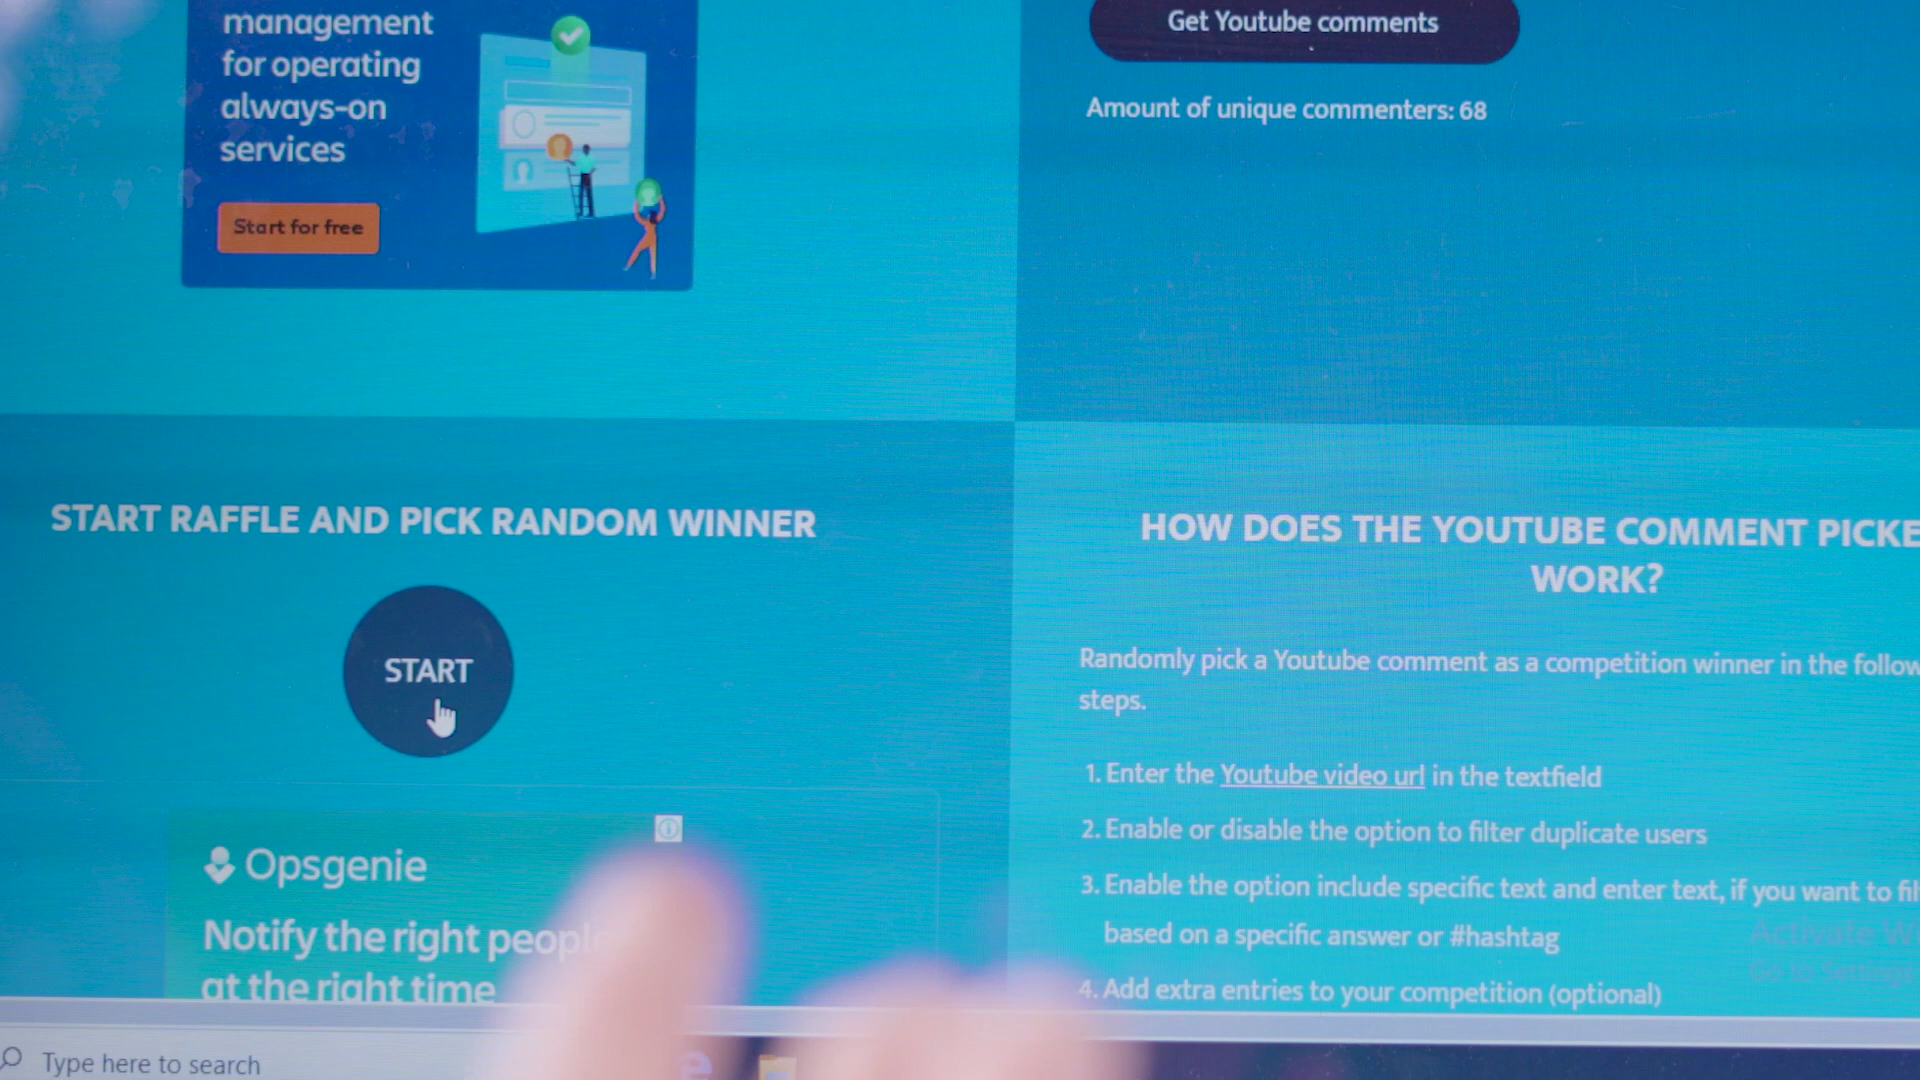 management
for operating
always-on
services
Start for free
Get Youtube comments
Amount of unique commenters: 68
START RAFFLE AND PICK RANDOM WINNER
START
Opsgenie
Notify the right people
at the right time
HOW DOES THE YOUTUBE COMMENT PICKE
WORK?
Randomly pick a Youtube comment as a competition winner in the follow
steps.
1. Enter the Youtube video url in the textfield
2. Enable or disable the option to filter duplicate users
3. Enable the option include specific text and enter text, if you want to fil
based on a specific answer or #hashtag
4. Add extra entries to your competition (optional)
Activate W
Go to Settings
Type here to search